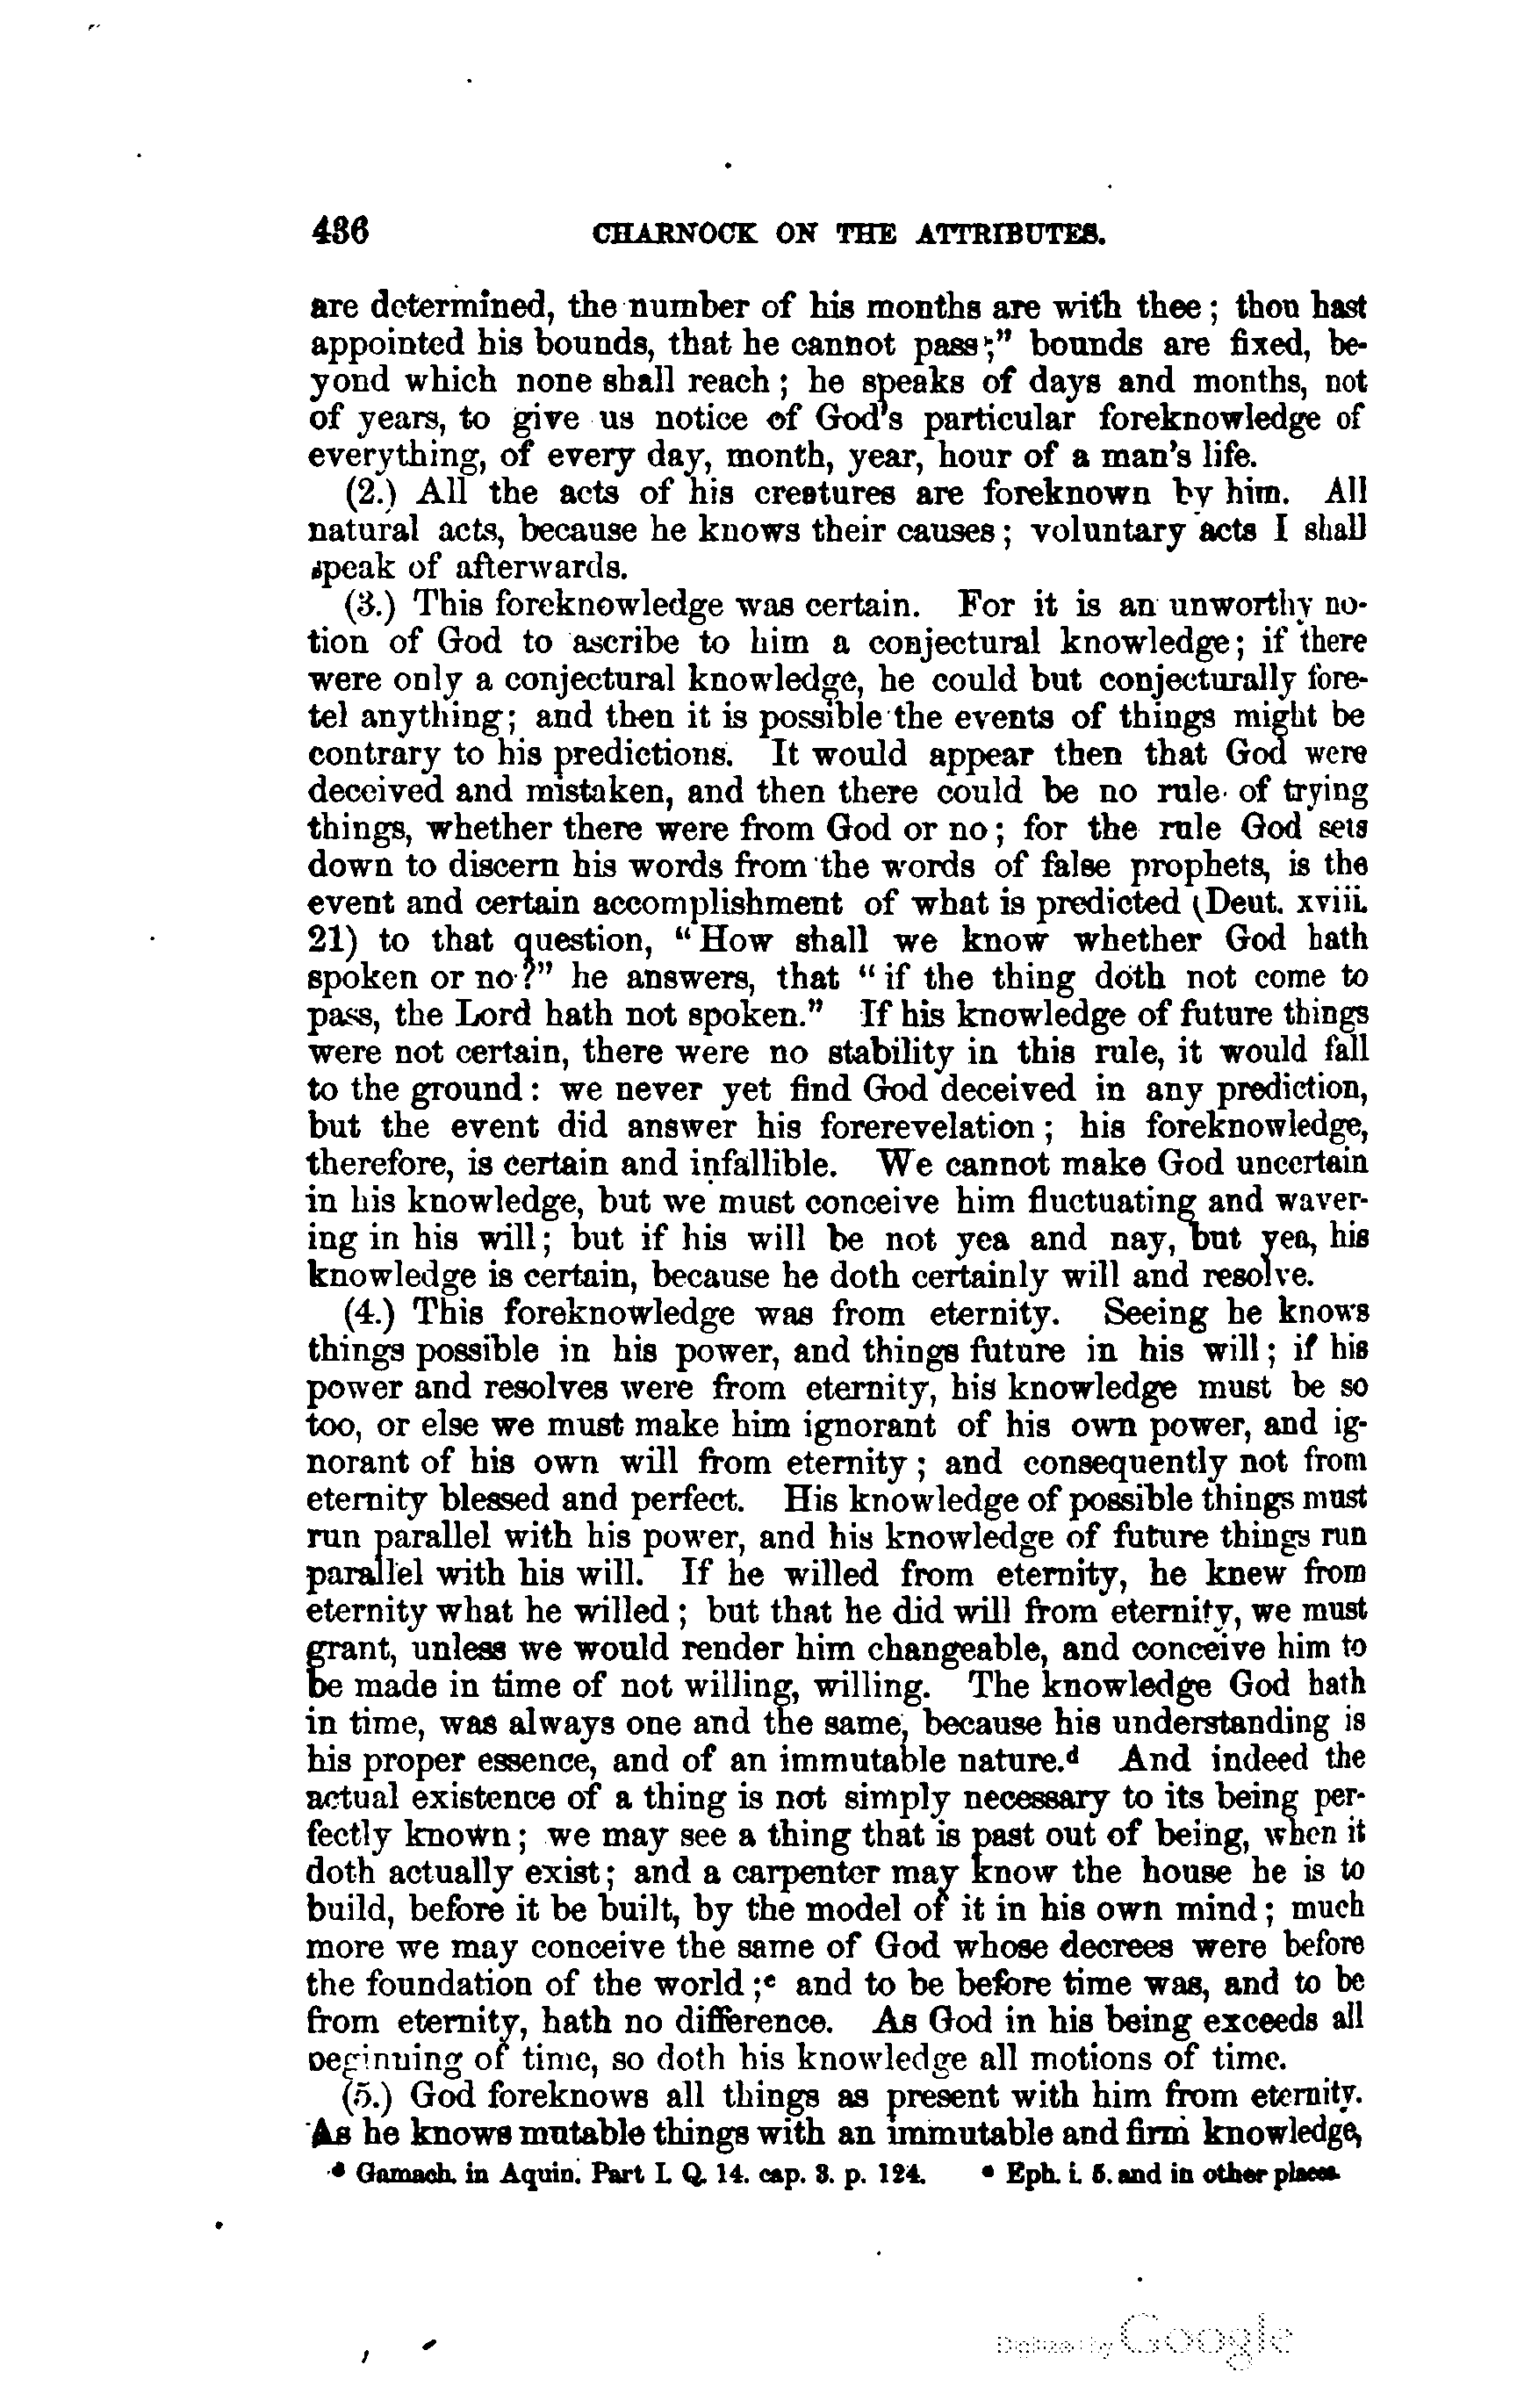 436 CHARNOCK ON THE ATTRIBUTES.
are determined, the number of his months are with thee; thou hast
appointed his bounds, that he cannot pass;" bounds are fixed, be-
yond which none shall reach; he speaks of days and months, not
of years, to give us notice of God's particular foreknowledge of
everything, of every day, month, year, hour of a man's life.
(2.) All the acts of his creatures are foreknown by him. All
natural acts, because he knows their causes; voluntary acts I shall
speak of afterwards.
(3.) This foreknowledge was certain. For it is an unworthy no-
tion of God to ascribe to him a conjectural knowledge; if there
were only a conjectural knowledge, he could but conjecturally fore-
tel anything; and then it is possible the events of things might be
contrary to his predictions. It would appear then that God were
deceived and mistaken, and then there could be no rule of trying
things, whether there were from God or no; for the rule God sets
down to discern his words from the words of false prophets, is the
event and certain accomplishment of what is predicted (Deut. xviii.
21) to that question, "How shall we know whether God hath
spoken or no?" he answers, that "if the thing doth not come to
pass, the Lord hath not spoken." If his knowledge of future things
were not certain, there were no stability in this rule, it would fall
to the ground: we never yet find God deceived in any prediction,
but the event did answer his forerevelation; his foreknowledge,
therefore, is certain and infallible. We cannot make God uncertain
in his knowledge, but we must conceive him fluctuating and waver-
ing in his will; but if his will be not yea and nay, but yea, his
knowledge is certain, because he doth certainly will and resolve.
(4.) This foreknowledge was from eternity. Seeing he knows
things possible in his power, and things future in his will; if his
power and resolves were from eternity, his knowledge must be so
too, or else we must make him ignorant of his own power, and ig-
norant of his own will from eternity; and consequently not from
eternity blessed and perfect. His knowledge of possible things must
run parallel with his power, and his knowledge of future things run
parallel with his will. If he willed from eternity, he knew from
eternity what he willed; but that he did will from eternity, we must
grant, unless we would render him changeable, and conceive him to
be made in time of not willing, willing. The knowledge God hath
in time, was always one and the same, because his understanding is
his proper essence, and of an immutable nature.d And indeed the
actual existence of a thing is not simply necessary to its being per-
fectly known; we may see a thing that is past out of being, when it
doth actually exist; and a carpenter may know the house he is to
build, before it be built, by the model of it in his own mind; much
more we may conceive the same of God whose decrees were before
the foundation of the world;e and to be before time was, and to be
from eternity, hath no difference. As God in his being exceeds all
beginning of time, so doth his knowledge all motions of time.
(5.) God foreknows all things as present with him from eternity.
As he knows mutable things with an immutable and firm knowledge,
d Gamach. in Aquin. Part I. Q. 14. cap. 3. p. 124. e Eph. i. 5. and in other places.
Digitized by Google